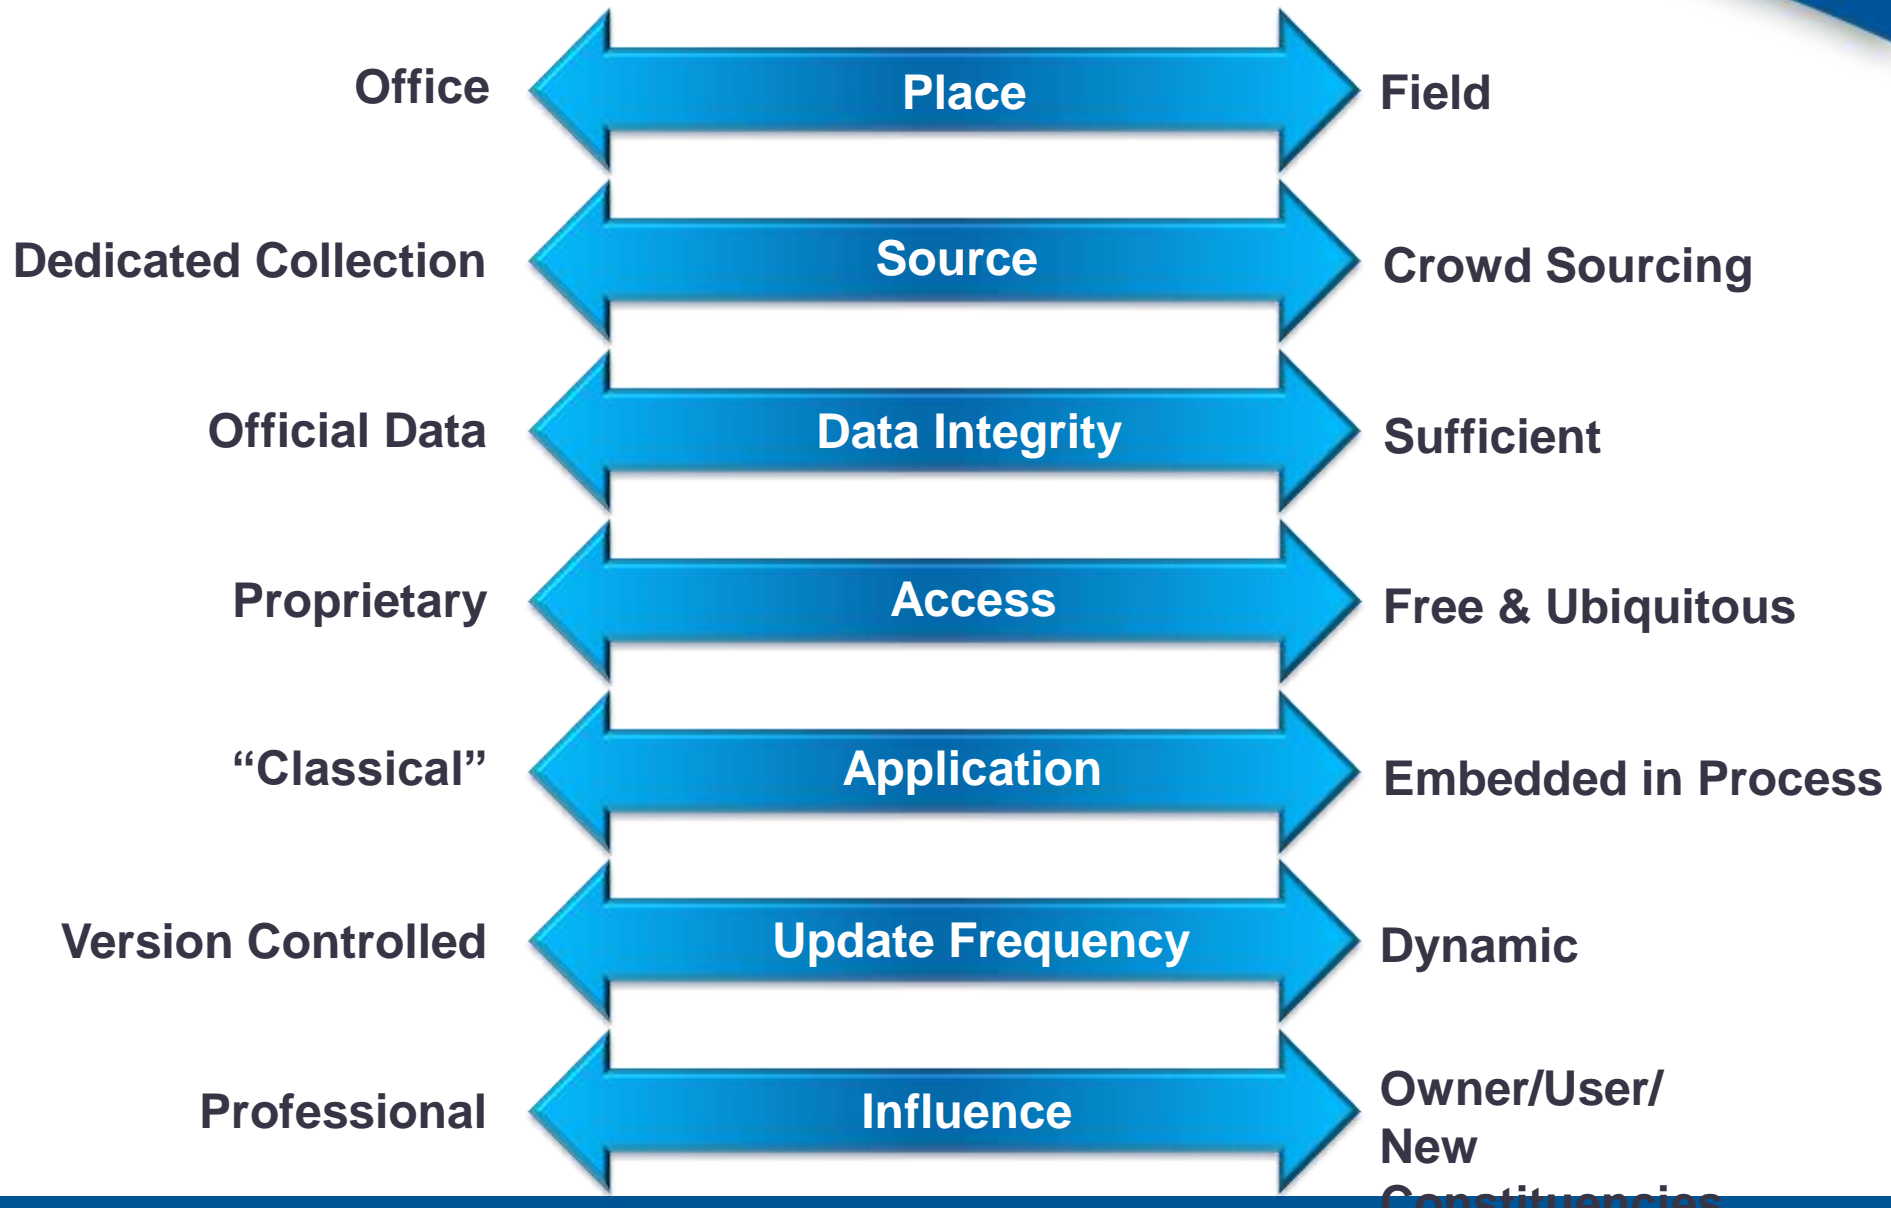 Office Place Field
Dedicated Collection Source Crowd Sourcing
Official Data Data Integrity Sufficient
Proprietary Access Free & Ubiquitous
“Classical” Application Embedded in Process
Version Controlled Update Frequency Dynamic
Professional Influence Owner/User/
New
Constituencies